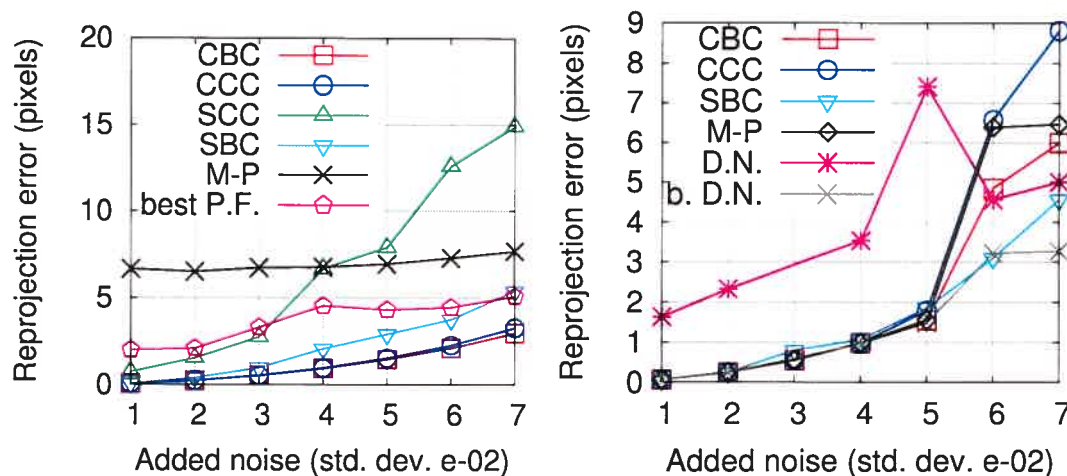 Reprojection error (pixels)
20
15
10
5
0
CBC
CCC
SCC
SBC
M-P
best P.F.
1 2 3 4 5 6 7
Added noise (std. dev. e-02)
Reprojection error (pixels)
9
8
7
6
5
4
3
2
1
0
CBC
CCC
SBC
M-P
D.N.
b. D.N.
1 2 3 4 5 6 7
Added noise (std. dev. e-02)